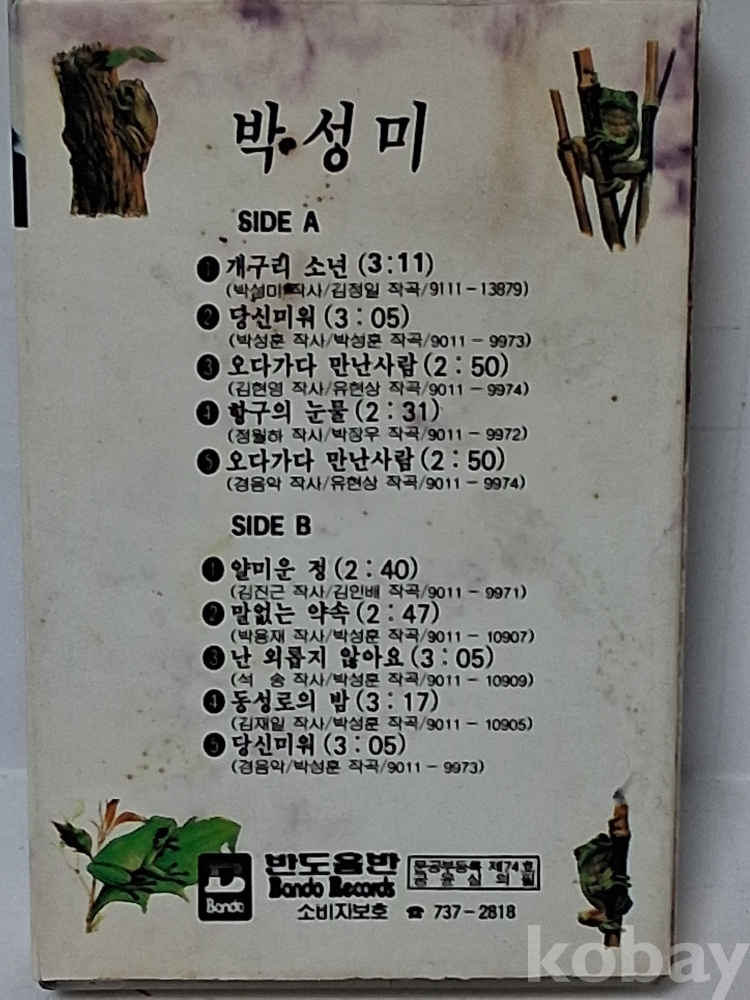 박성미
SIDE A
1 개구리 소년 (3:11)
(박성미 작사/김정일 작곡/9111-13879)
2 당신미워 (3:05)
(박성훈 작사/박성훈 작곡/9011-9973)
3 오다가다 만난사람 (2:50)
(김현영 작사/유현상 작곡/9011-9974)
4 항구의 눈물 (2:31)
(정월하 작사/박장우 작곡/9011-9972)
5 오다가다 만난사람 (2:50)
(경음악 작사/유현상 작곡/9011-9974)
SIDE B
1 얄미운 정 (2:40)
(김진근 작사/김인배 작곡/9011-9971)
2 말없는 약속 (2:47)
(박용재 작사/박성훈 작곡/9011-10907)
3 난 외롭지 않아요 (3:05)
(석 송 작사/박성훈 작곡/9011-10909)
4 동성로의 밤 (3:17)
(김재일 작사/박성훈 작곡/9011-10905)
5 당신미워 (3:05)
(경음악/박성훈 작곡/9011-9973)
반도음반
Bando Records
Bando
문공부등록 제74호
공윤심의필
소비자보호 ☎ 737-2818
kobay